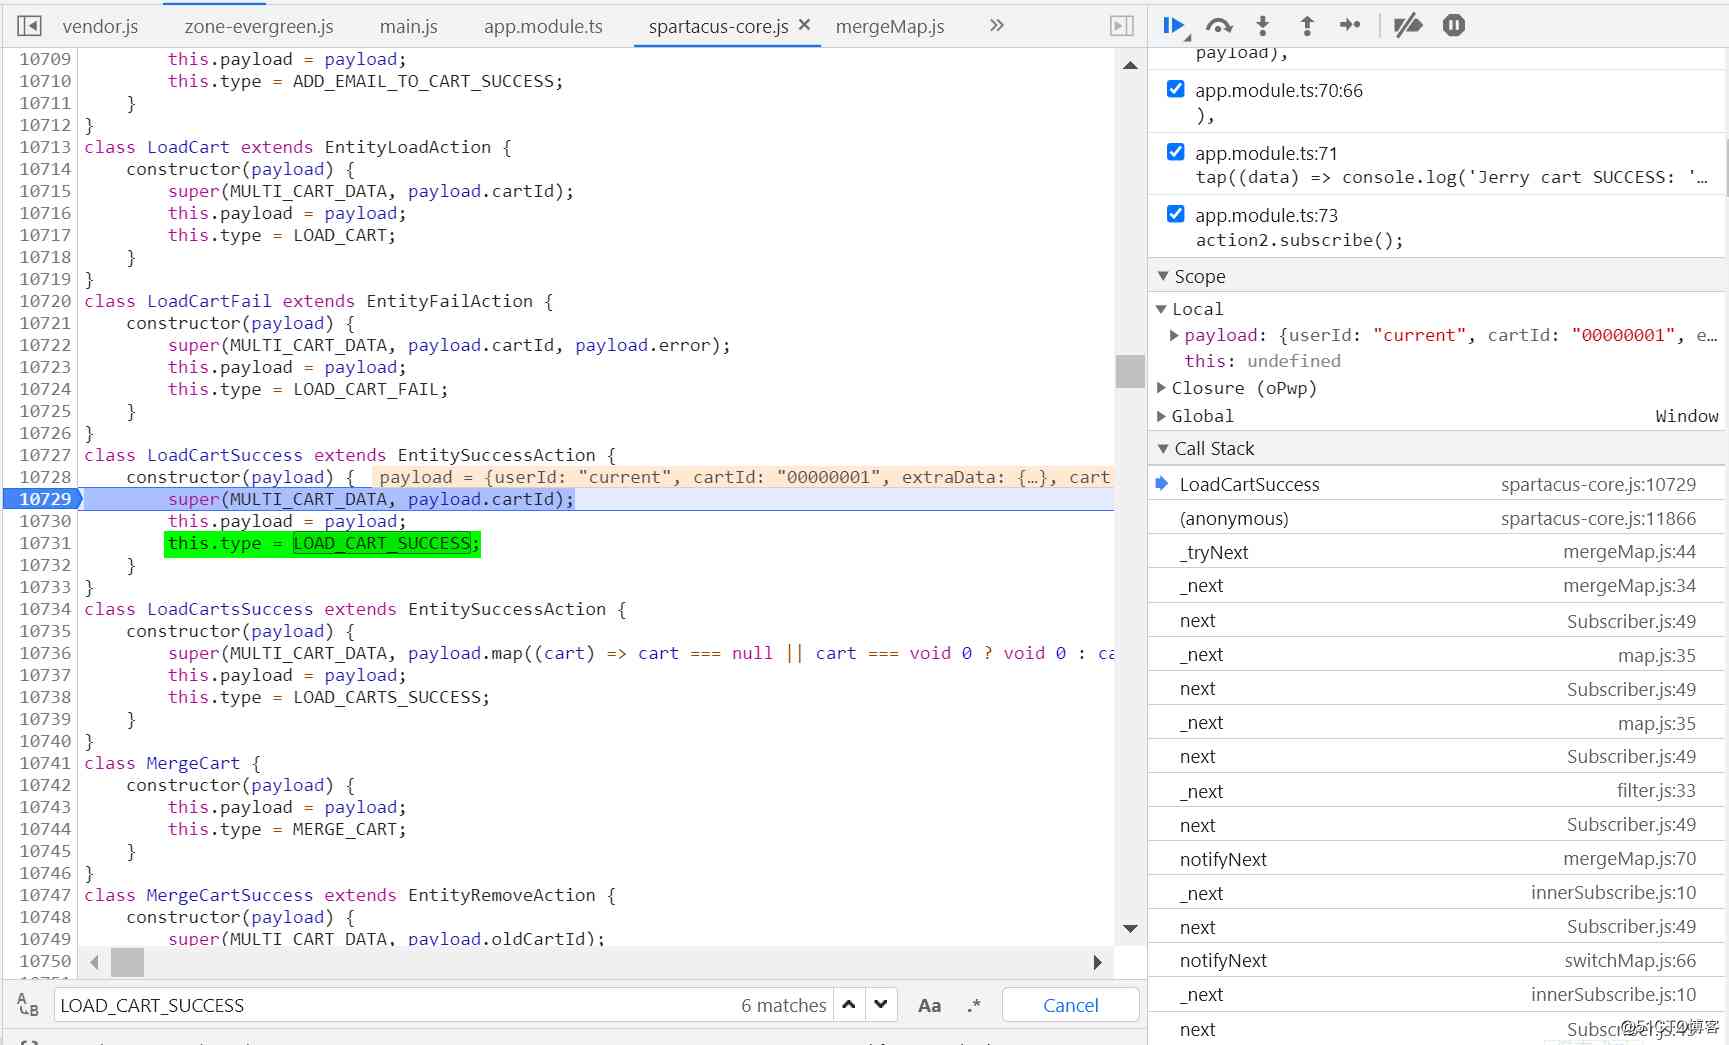 vendor.js zone-evergreen.js main.js app.module.ts spartacus-core.js × mergeMap.js »
10709 this.payload = payload;
10710 this.type = ADD_EMAIL_TO_CART_SUCCESS;
10711 }
10712 }
10713 class LoadCart extends EntityLoadAction {
10714 constructor(payload) {
10715 super(MULTI_CART_DATA, payload.cartId);
10716 this.payload = payload;
10717 this.type = LOAD_CART;
10718 }
10719 }
10720 class LoadCartFail extends EntityFailAction {
10721 constructor(payload) {
10722 super(MULTI_CART_DATA, payload.cartId, payload.error);
10723 this.payload = payload;
10724 this.type = LOAD_CART_FAIL;
10725 }
10726 }
10727 class LoadCartSuccess extends EntitySuccessAction {
10728 constructor(payload) { payload = {userId: "current", cartId: "00000001", extraData: {…}, cart
10729 super(MULTI_CART_DATA, payload.cartId);
10730 this.payload = payload;
10731 this.type = LOAD_CART_SUCCESS;
10732 }
10733 }
10734 class LoadCartsSuccess extends EntitySuccessAction {
10735 constructor(payload) {
10736 super(MULTI_CART_DATA, payload.map((cart) => cart === null || cart === void 0 ? void 0 : ca
10737 this.payload = payload;
10738 this.type = LOAD_CARTS_SUCCESS;
10739 }
10740 }
10741 class MergeCart {
10742 constructor(payload) {
10743 this.payload = payload;
10744 this.type = MERGE_CART;
10745 }
10746 }
10747 class MergeCartSuccess extends EntityRemoveAction {
10748 constructor(payload) {
10749 super(MULTI_CART_DATA, payload.oldCartId);
10750
LOAD_CART_SUCCESS 6 matches Aa .* Cancel
payload),
app.module.ts:70:66
),
app.module.ts:71
tap((data) => console.log('Jerry cart SUCCESS: '…
app.module.ts:73
action2.subscribe();
Scope
Local
payload: {userId: "current", cartId: "00000001", e…
this: undefined
Closure (oPwp)
Global Window
Call Stack
LoadCartSuccess spartacus-core.js:10729
(anonymous) spartacus-core.js:11866
_tryNext mergeMap.js:44
_next mergeMap.js:34
next Subscriber.js:49
_next map.js:35
next Subscriber.js:49
_next map.js:35
next Subscriber.js:49
_next filter.js:33
next Subscriber.js:49
notifyNext mergeMap.js:70
_next innerSubscribe.js:10
next Subscriber.js:49
notifyNext switchMap.js:66
_next innerSubscribe.js:10
next Subscriber.js:49
@51CTO博客